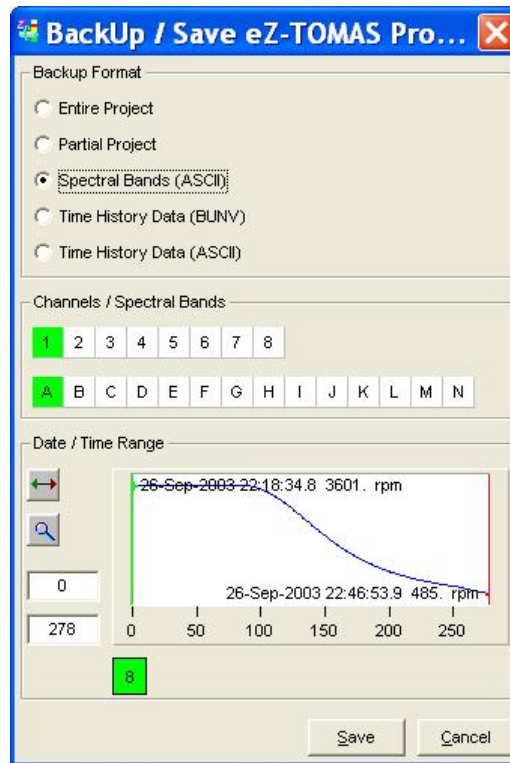 BackUp / Save eZ-TOMAS Pro...
Backup Format
Entire Project
Partial Project
Spectral Bands (ASCII)
Time History Data (BUNV)
Time History Data (ASCII)
Channels / Spectral Bands
1 2 3 4 5 6 7 8
A B C D E F G H I J K L M N
Date / Time Range
26-Sep-2003 22:18:34.8 3601. rpm
0
26-Sep-2003 22:46:53.9 485. rpm
278
0 50 100 150 200 250
8
Save Cancel